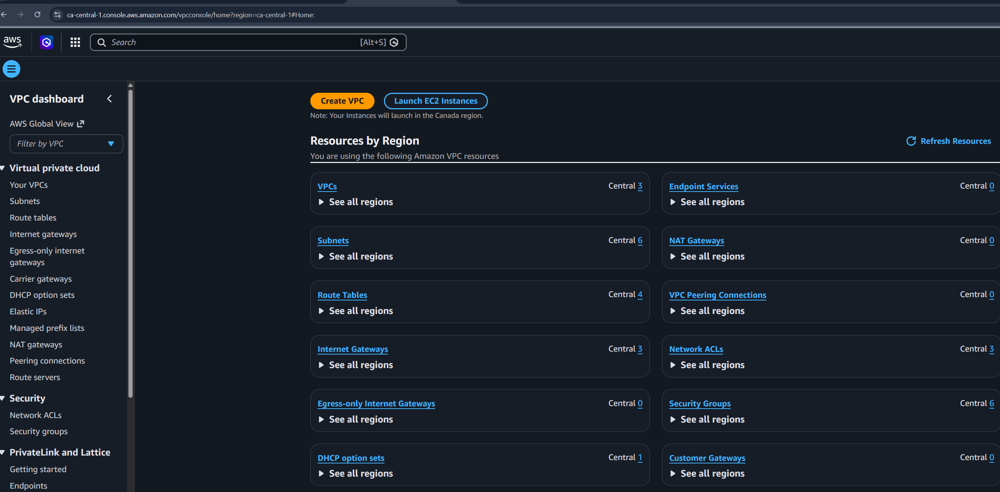 ca-central-1.console.aws.amazon.com/vpcconsole/home?region=ca-central-1#Home:
aws
Search
[Alt+S]
VPC dashboard
AWS Global View
Filter by VPC
Virtual private cloud
Your VPCs
Subnets
Route tables
Internet gateways
Egress-only internet
gateways
Carrier gateways
DHCP option sets
Elastic IPs
Managed prefix lists
NAT gateways
Peering connections
Route servers
Security
Network ACLs
Security groups
PrivateLink and Lattice
Getting started
Endpoints
Create VPC
Launch EC2 Instances
Note: Your Instances will launch in the Canada region.
Resources by Region
Refresh Resources
You are using the following Amazon VPC resources
VPCs Central 3
See all regions
Endpoint Services Central 0
See all regions
Subnets Central 6
See all regions
NAT Gateways Central 0
See all regions
Route Tables Central 4
See all regions
VPC Peering Connections Central 0
See all regions
Internet Gateways Central 3
See all regions
Network ACLs Central 3
See all regions
Egress-only Internet Gateways Central 0
See all regions
Security Groups Central 6
See all regions
DHCP option sets Central 1
See all regions
Customer Gateways Central 0
See all regions